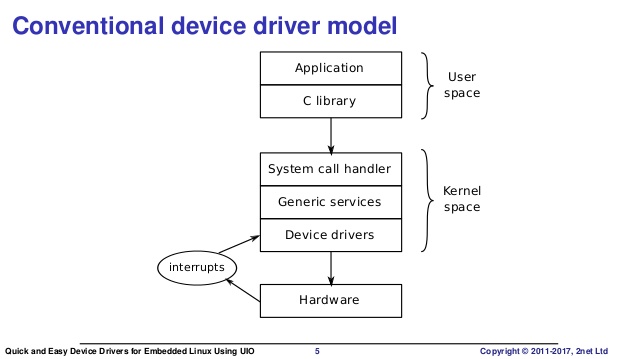 Conventional device driver model
Application
C library
User
space
System call handler
Generic services
Device drivers
Kernel
space
interrupts
Hardware
Quick and Easy Device Drivers for Embedded Linux Using UIO
5
Copyright © 2011-2017, 2net Ltd